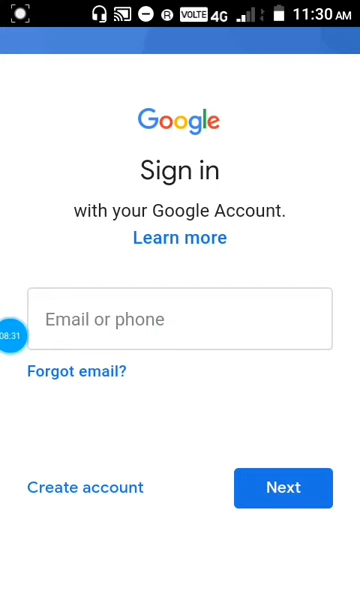 R VOLTE 4G 11:30 AM
Google
Sign in
with your Google Account.
Learn more
Email or phone
08:31
Forgot email?
Create account
Next